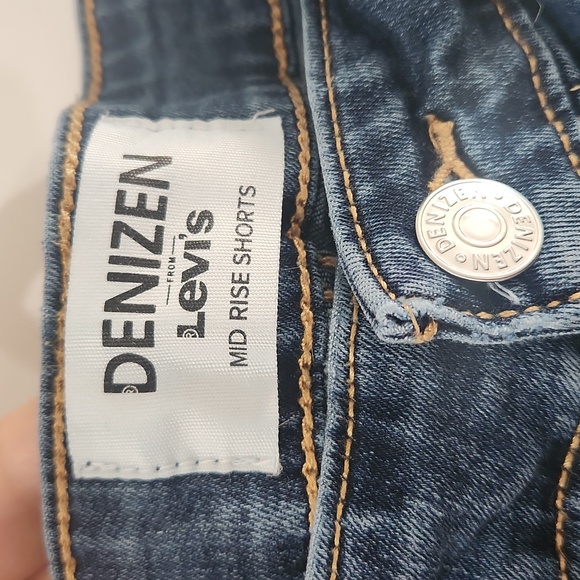 DENIZEN®
FROM
Levi's®
MID RISE SHORTS
DENIZEN · DENIZEN ·